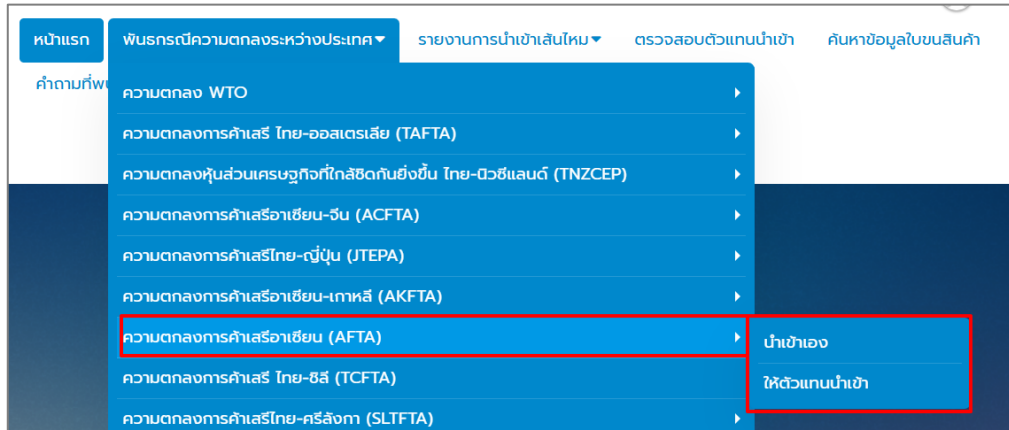 หน้าแรก พันธกรณีความตกลงระหว่างประเทศ รายงานการนำเข้าเส้นไหม ตรวจสอบตัวแทนนำเข้า ค้นหาข้อมูลใบขนสินค้า
ความตกลง WTO
ความตกลงการค้าเสรี ไทย-ออสเตรเลีย (TAFTA)
ความตกลงหุ้นส่วนเศรษฐกิจที่ใกล้ชิดกันยิ่งขึ้น ไทย-นิวซีแลนด์ (TNZCEP)
ความตกลงการค้าเสรีอาเซียน-จีน (ACFTA)
ความตกลงการค้าเสรีไทย-ญี่ปุ่น (JTEPA)
ความตกลงการค้าเสรีอาเซียน-เกาหลี (AKFTA)
ความตกลงการค้าเสรีอาเซียน (AFTA)
นำเข้าเอง
ความตกลงการค้าเสรี ไทย-ชิลี (TCFTA)
ให้ตัวแทนนำเข้า
ความตกลงการค้าเสรีไทย-ศรีลังกา (SLTFTA)